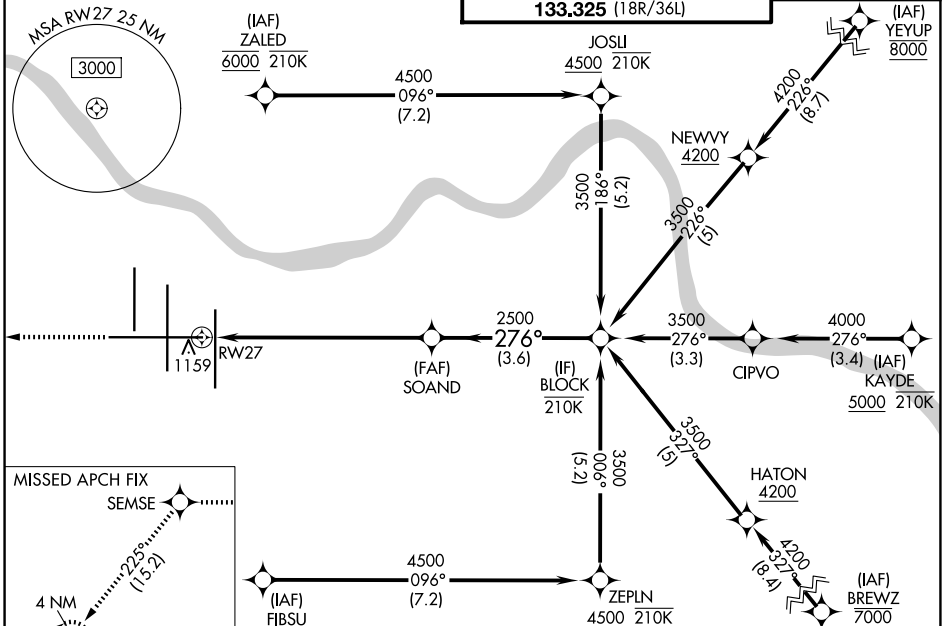 133.325 (18R/36L)
MSA RW27 25 NM
3000
(IAF)
ZALED
6000 210K
4500
096°
(7.2)
JOSLI
4500 210K
(IAF)
YEYUP
8000
4200
226°
(8.7)
NEWVY
4200
3500
186°
(5.2)
3500
226°
(5)
RW27
1159
2500
276°
(3.6)
(FAF)
SOAND
(IF)
BLOCK
210K
3500
276°
(3.3)
CIPVO
4000
276°
(3.4)
(IAF)
KAYDE
5000 210K
3500
327°
(5)
3500
006°
(5.2)
HATON
4200
4200
327°
(8.4)
(IAF)
BREWZ
7000
MISSED APCH FIX
SEMSE
225°
(15.2)
4 NM
(IAF)
FIBSU
4500
096°
(7.2)
ZEPLN
4500 210K